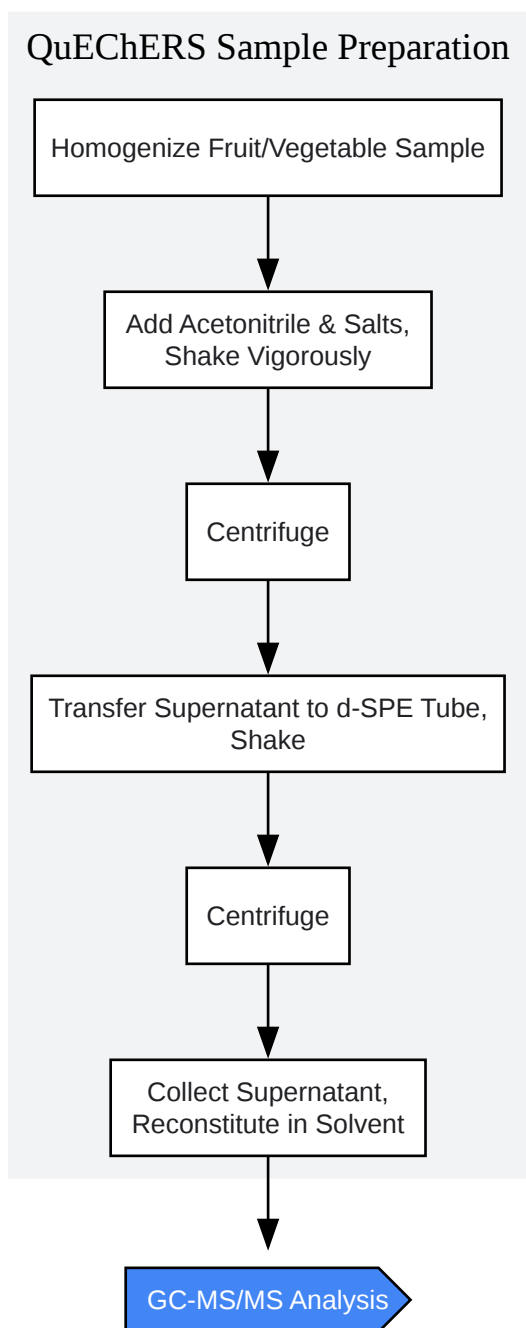 QuEChERS Sample Preparation
Homogenize Fruit/Vegetable Sample
Add Acetonitrile & Salts,
Shake Vigorously
Centrifuge
Transfer Supernatant to d-SPE Tube,
Shake
Centrifuge
Collect Supernatant,
Reconstitute in Solvent
GC-MS/MS Analysis